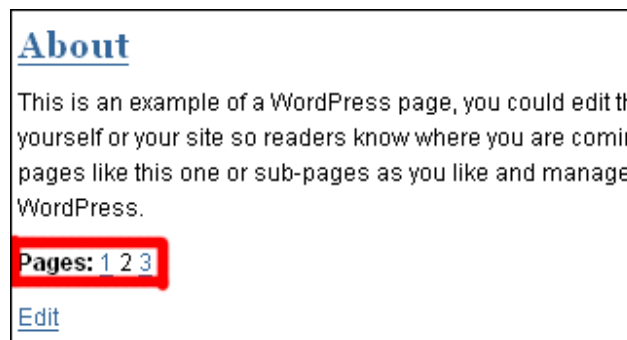 About
This is an example of a WordPress page, you could edit
yourself or your site so readers know where you are
pages like this one or sub-pages as you like and manage
WordPress.
Pages: 1 2 3
Edit